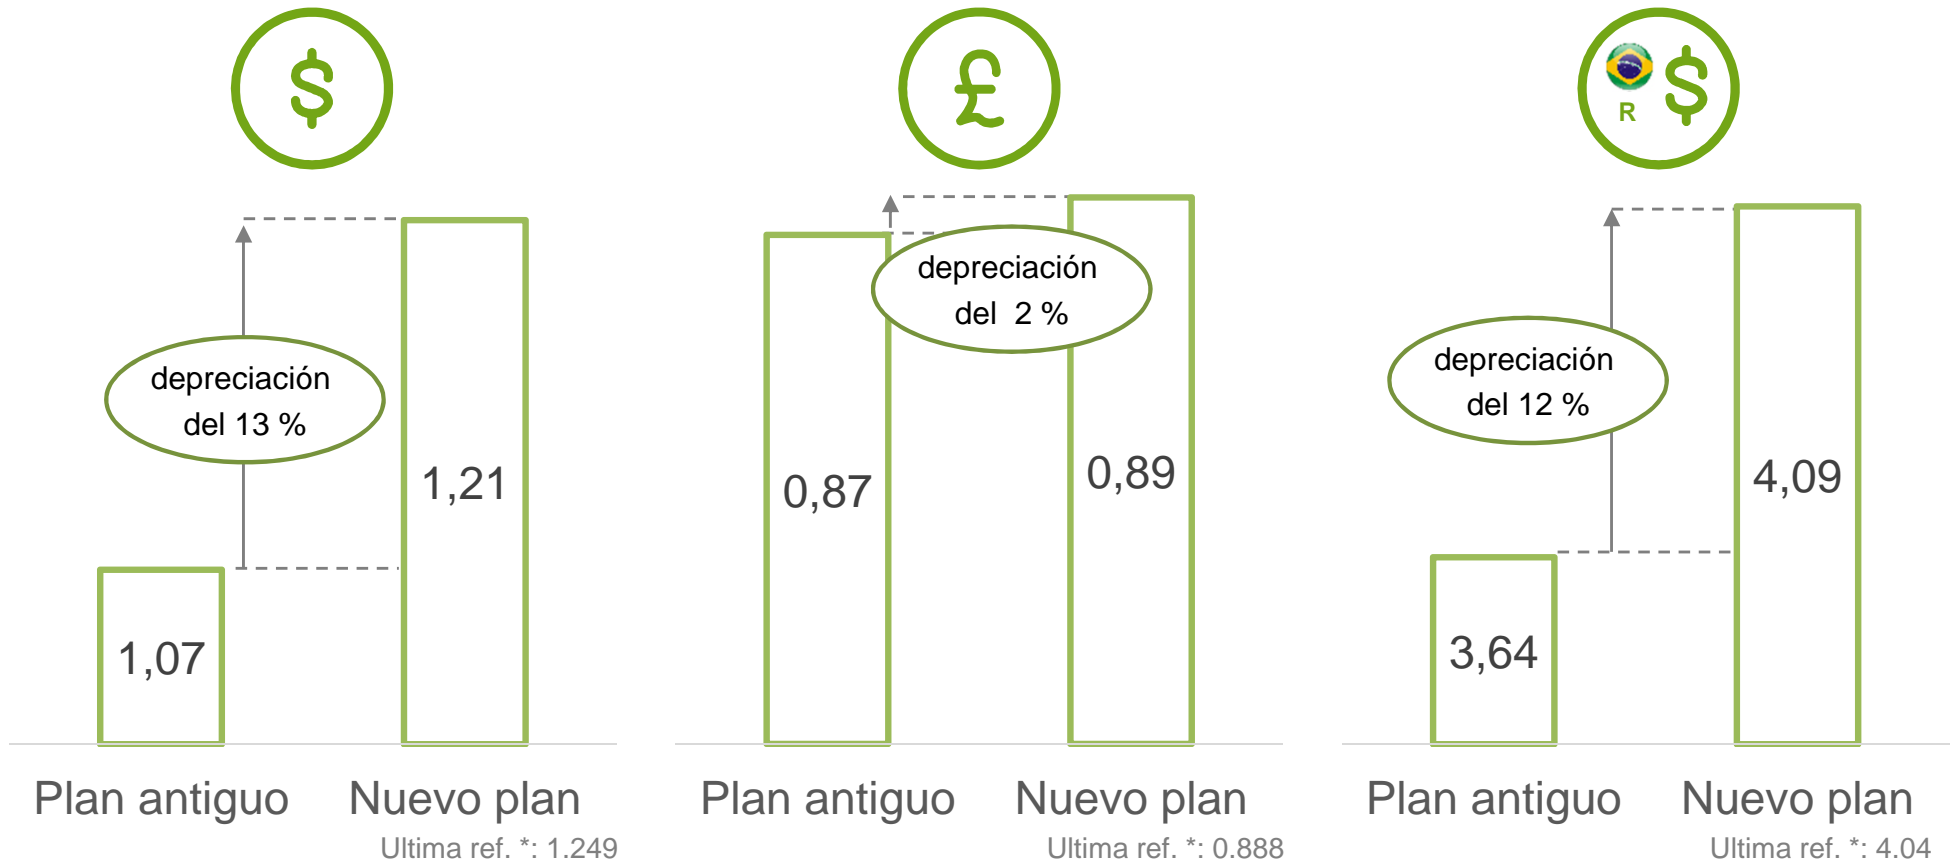 $
depreciación
del 13 %
1,07
1,21
Plan antiguo
Nuevo plan
Ultima ref. *: 1.249
£
depreciación
del 2 %
0,87
0,89
Plan antiguo
Nuevo plan
Ultima ref. *: 0.888
R $
depreciación
del 12 %
3,64
4,09
Plan antiguo
Nuevo plan
Ultima ref. *: 4.04